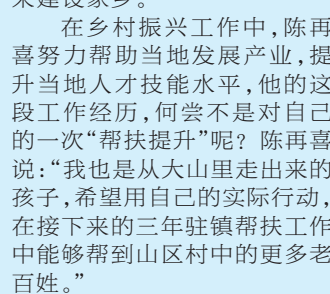 来建设家乡。
在乡村振兴工作中,陈再
喜努力帮助当地发展产业,提
升当地人才技能水平,他的这
段工作经历,何尝不是对自己
的一次“帮扶提升”呢? 陈再喜
说:“我也是从大山里走出来的
孩子,希望用自己的实际行动,
在接下来的三年驻镇帮扶工作
中能够帮到山区村中的更多老
百姓。”